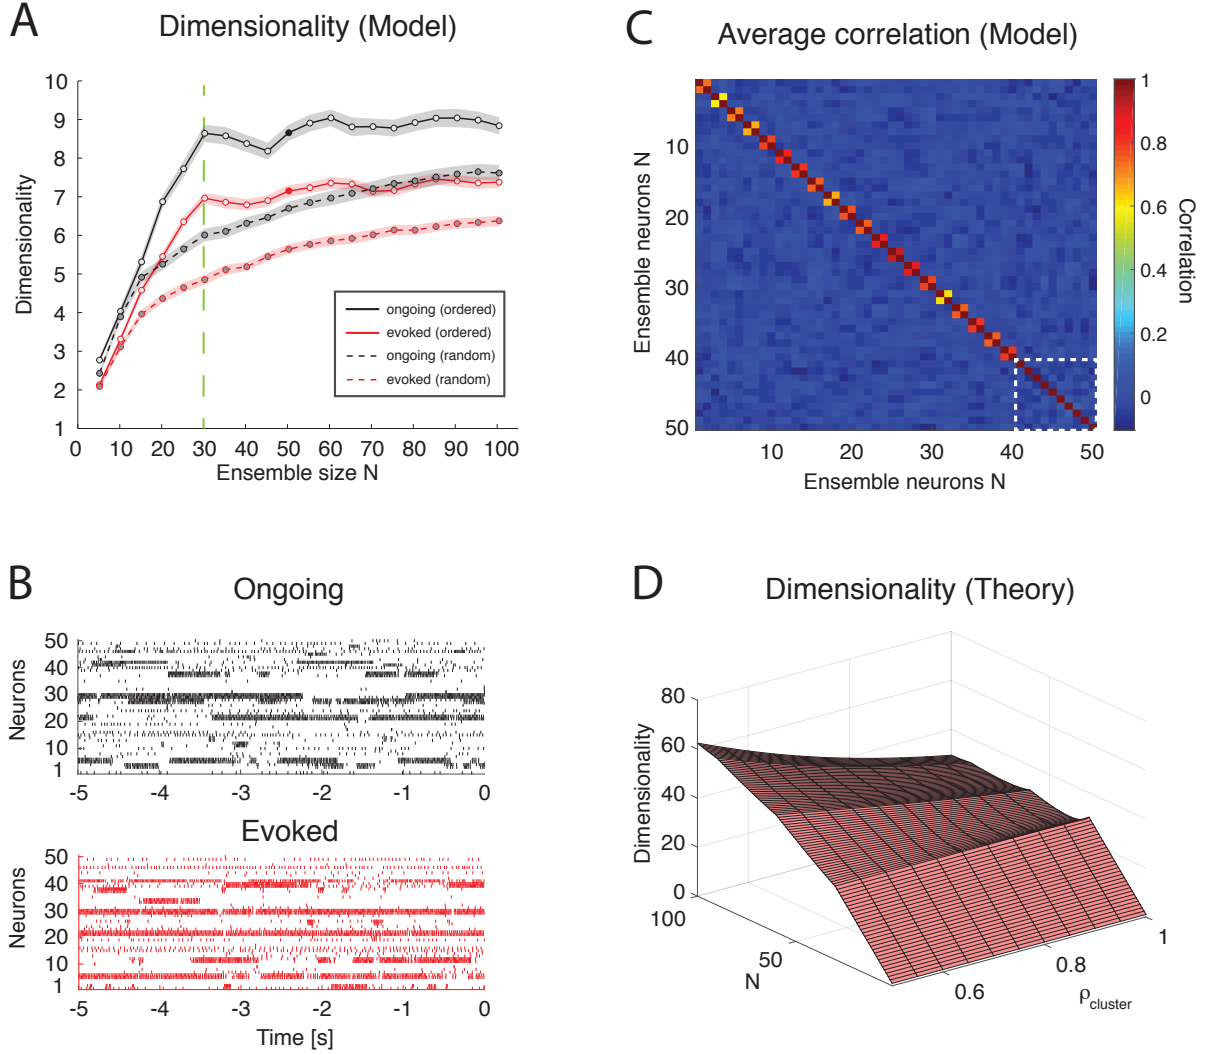 A
Dimensionality (Model)
10
9
8
7
6
5
4
3
2
1
Dimensionality
ongoing (ordered)
evoked (ordered)
ongoing (random)
evoked (random)
0 10 20 30 40 50 60 70 80 90 100
Ensemble size N
C
Average correlation (Model)
10
20
30
40
50
Ensemble neurons N
10 20 30 40 50
Ensemble neurons N
1
0.8
0.6
0.4
0.2
0
Correlation
B
Ongoing
50
40
30
20
10
1
Neurons
-5 -4 -3 -2 -1 0
Evoked
50
40
30
20
10
1
Neurons
-5 -4 -3 -2 -1 0
Time [s]
D
Dimensionality (Theory)
80
60
40
20
0
Dimensionality
100
50
N
0.6
0.8
1
ρcluster